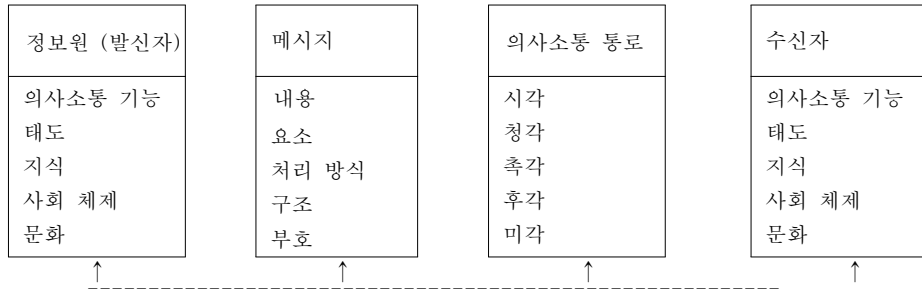 정보원 (발신자)
의사소통 기능
태도
지식
사회 체제
문화
메시지
내용
요소
처리 방식
구조
부호
의사소통 통로
시각
청각
촉각
후각
미각
수신자
의사소통 기능
태도
지식
사회 체제
문화